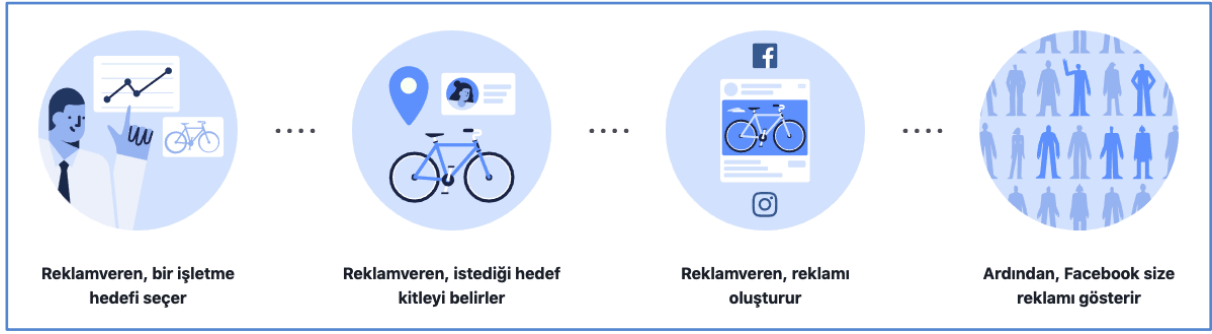 Reklamveren, bir işletme
hedefi seçer
Reklamveren, istediği hedef
kitleyi belirler
Reklamveren, reklamı
oluşturur
Ardından, Facebook size
reklamı gösterir